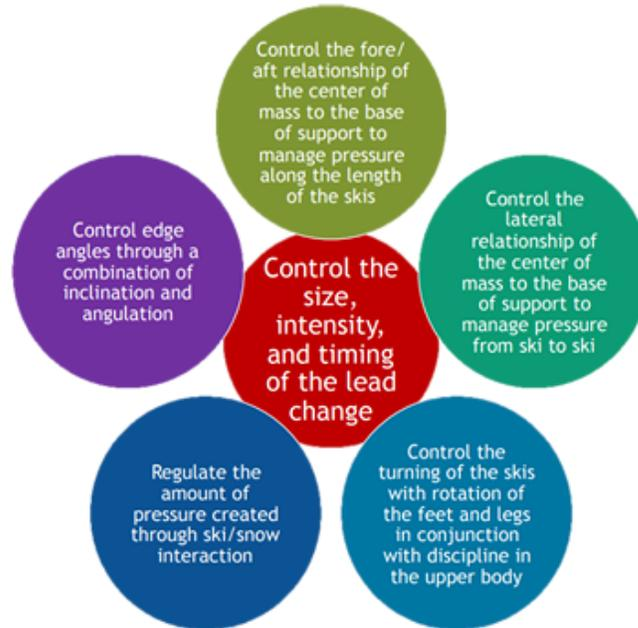 Control the fore/
aft relationship of
the center of
mass to the base
of support to
manage pressure
along the length
of the skis
Control the
lateral
relationship of
the center of
mass to the base
of support to
manage pressure
from ski to ski
Control the
turning of the skis
with rotation of
the feet and legs
in conjunction
with discipline in
the upper body
Regulate the
amount of
pressure created
through ski/snow
interaction
Control edge
angles through a
combination of
inclination and
angulation
Control the
size,
intensity,
and timing
of the lead
change